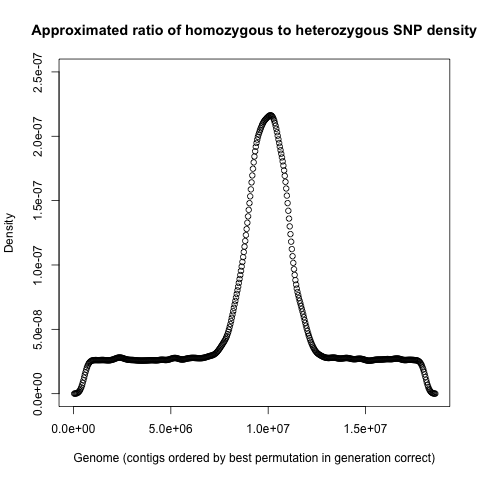 Approximated ratio of homozygous to heterozygous SNP density
2.5e-07
2.0e-07
1.5e-07
1.0e-07
5.0e-08
0.0e+00
Density
0.0e+00 5.0e+06 1.0e+07 1.5e+07
Genome (contigs ordered by best permutation in generation correct)